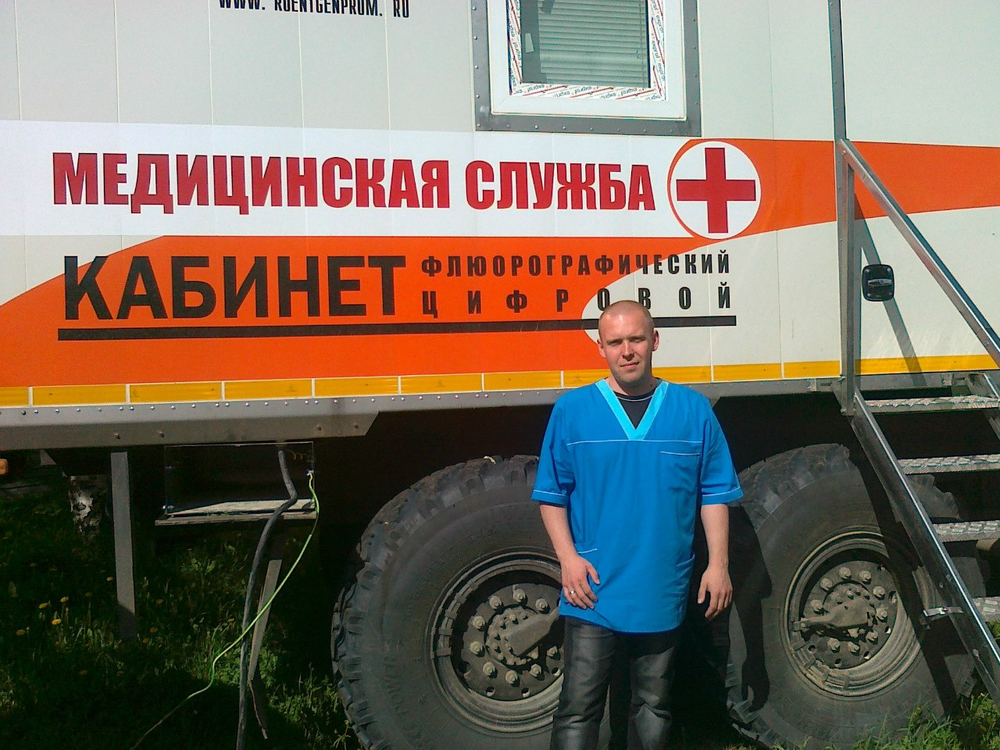 WWW. ROENTGENPROM. RU
МЕДИЦИНСКАЯ СЛУЖБА
КАБИНЕТ ФЛЮОРОГРАФИЧЕСКИЙ
ЦИФРОВОЙ